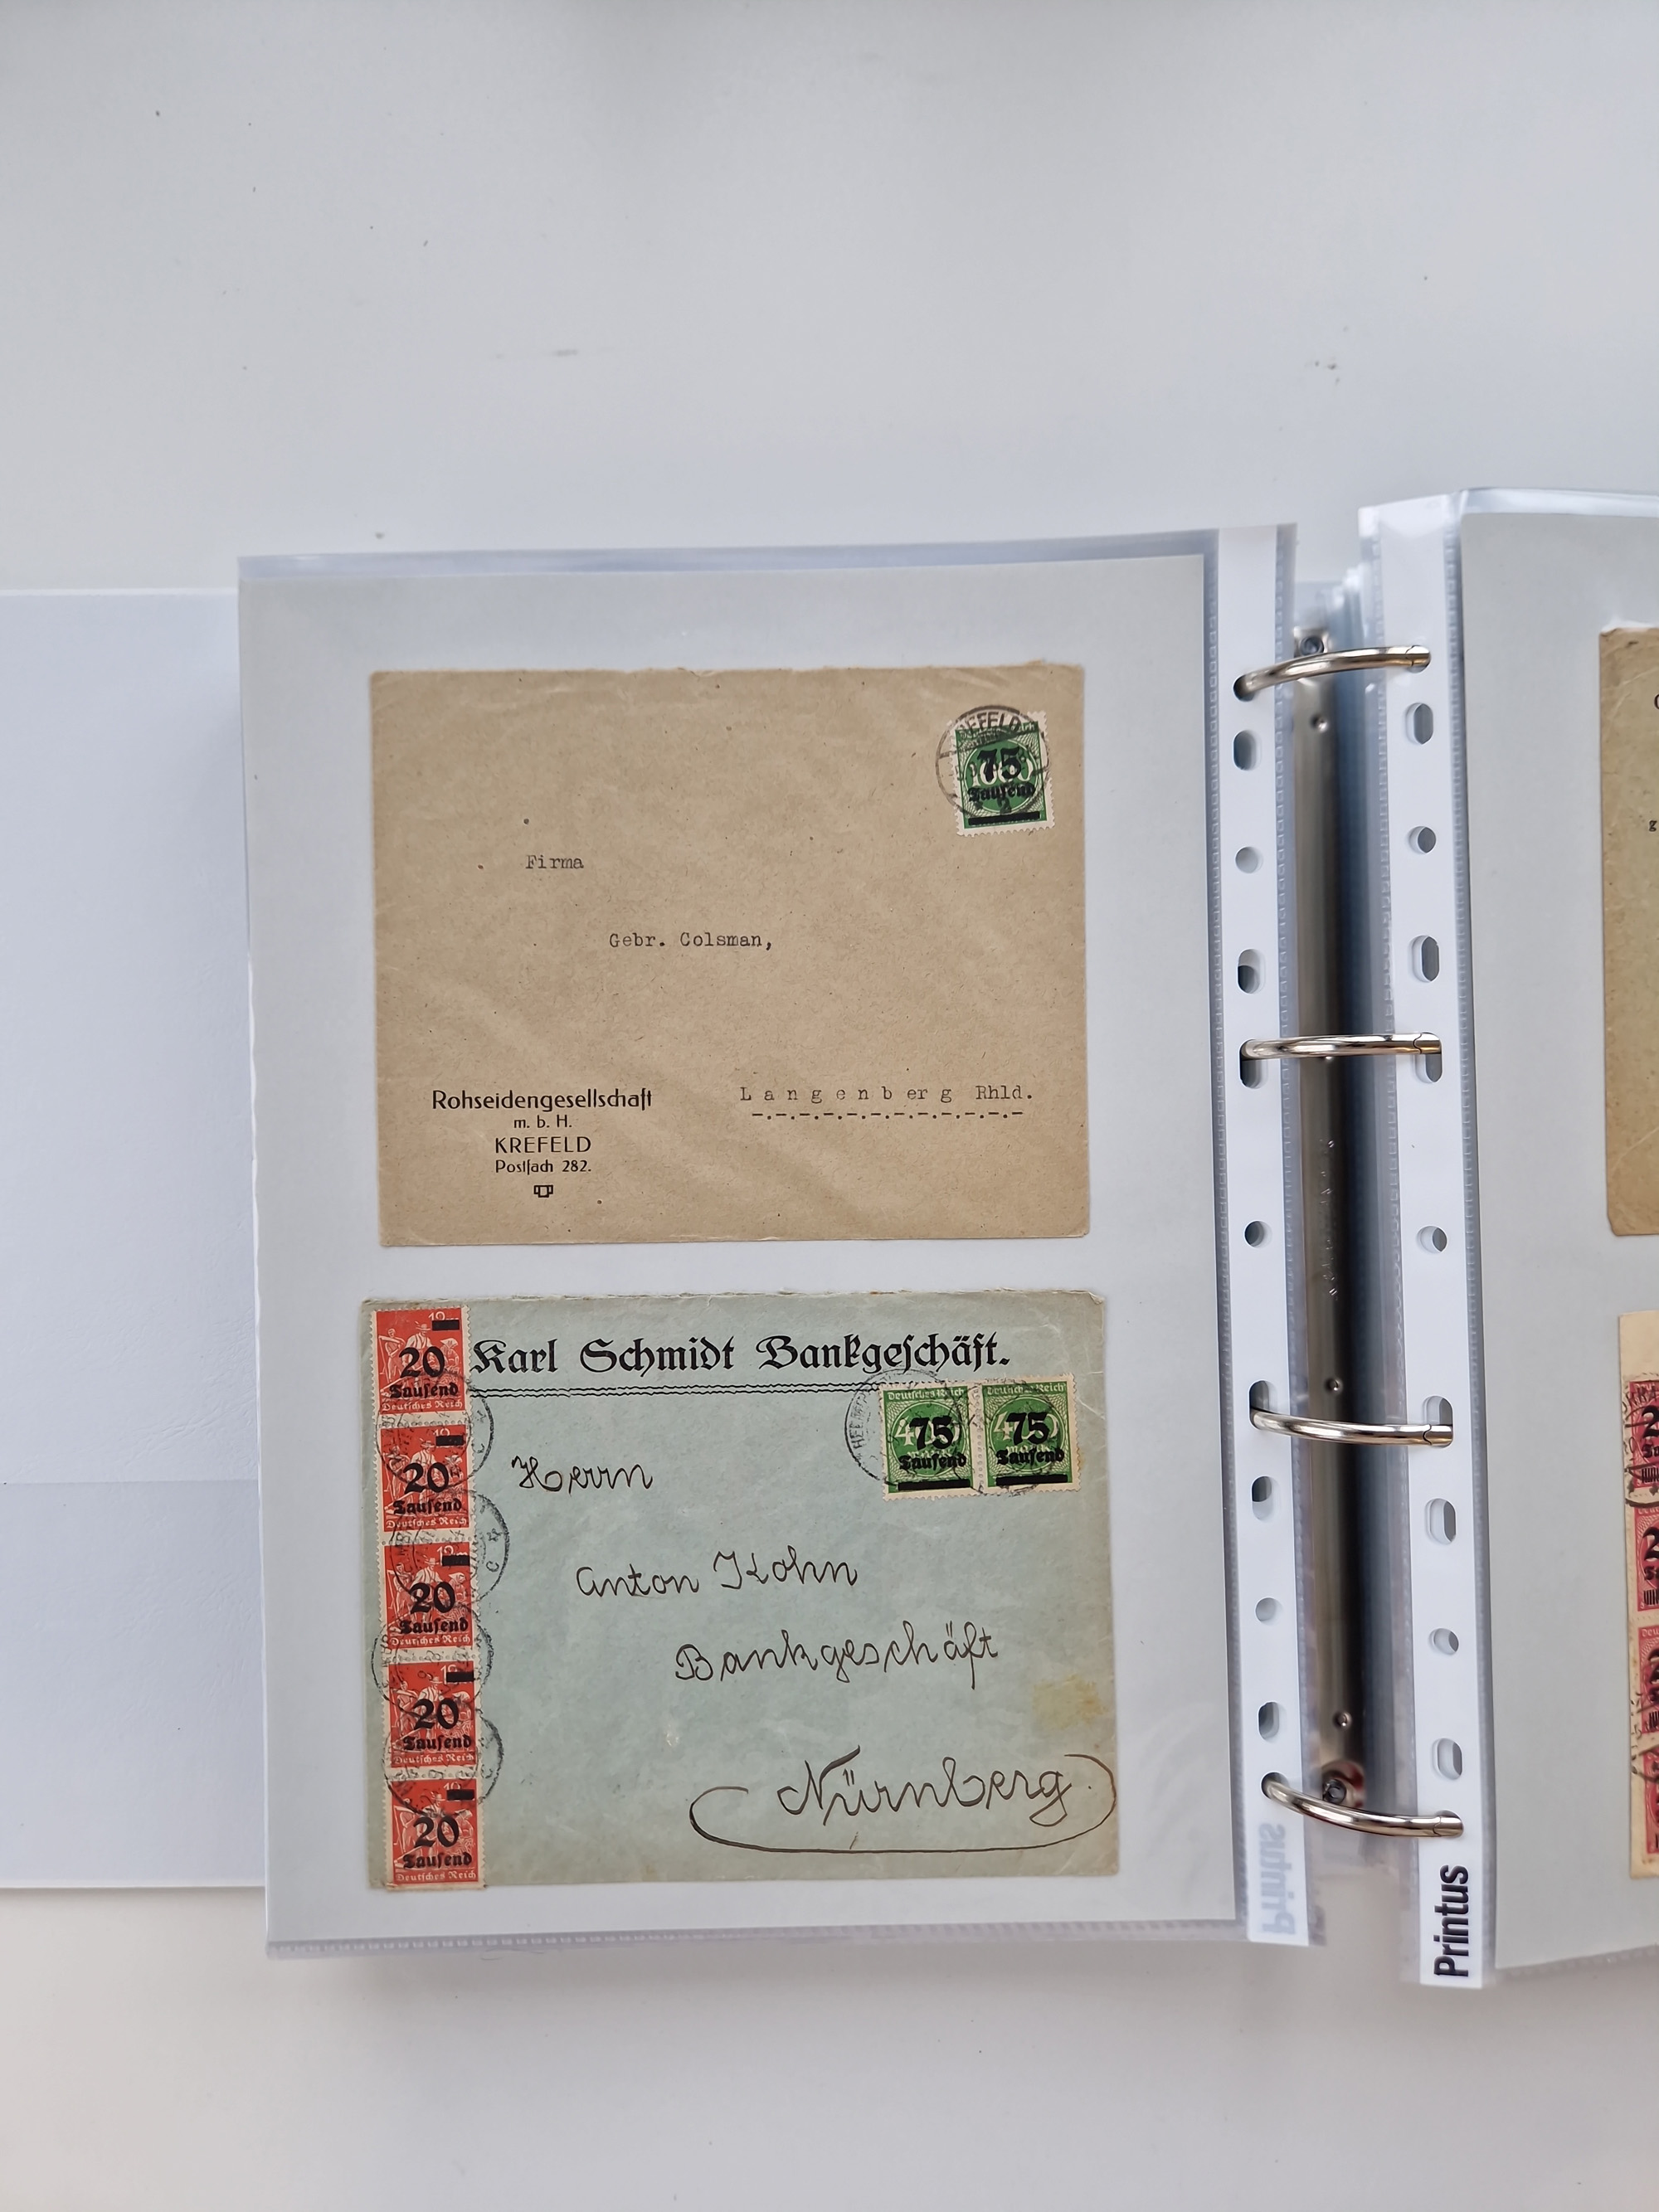 KREFELD
75
1000
Tausend
Firma
Gebr. Colsman,
Langenberg Rhld.
Rohseidengesellschaft
m. b. H.
KREFELD
Postfach 282.
Karl Schmidt Bankgeschäft.
Deutsches Reich
75
Tausend
Deutsches Reich
75
Tausend
20
Tausend
Deutsches Reich
20
Tausend
Deutsches Reich
20
Tausend
Deutsches Reich
20
Tausend
Deutsches Reich
20
Tausend
Deutsches Reich
Herrn
Anton Kohn
Bankgeschäft
Nürnberg.
Printus
Printus